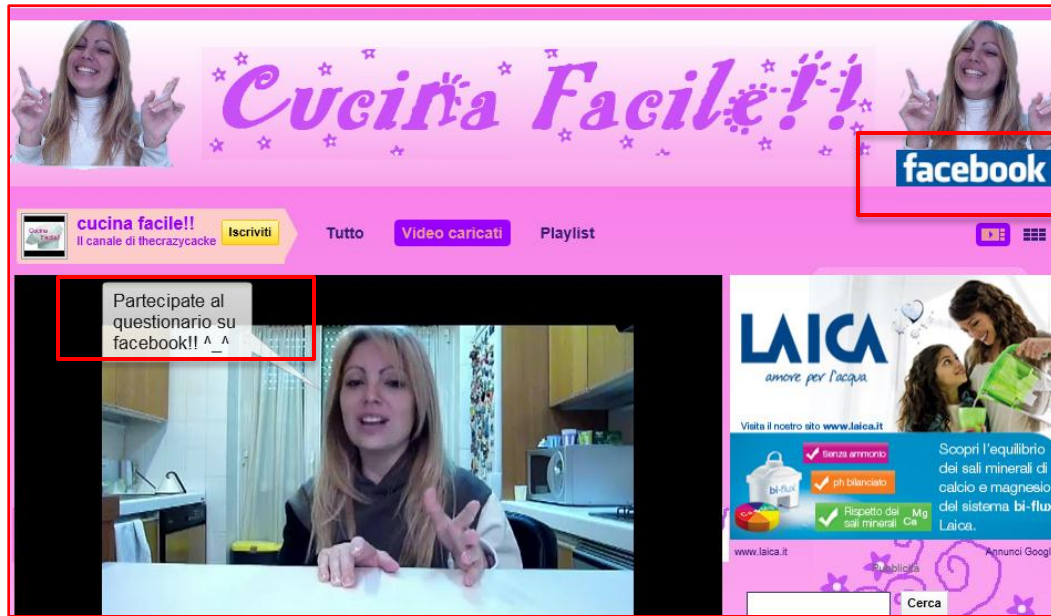 Cucina Facile!!
facebook
cucina facile!!
Il canale di thecrazycacke
Iscriviti
Tutto
Video caricati
Playlist
Partecipate al
questionario su
facebook!! ^_^
LAICA
amore per l'acqua
Visita il nostro sito www.laica.it
Senza ammonio
ph bilanciato
Rispetto dei
sali minerali
Ca Mg
bi-flux
Scopri l'equilibrio
dei sali minerali di
calcio e magnesio
del sistema bi-flux
Laica.
www.laica.it
Annunci Googl
Pubblicità
Cerca